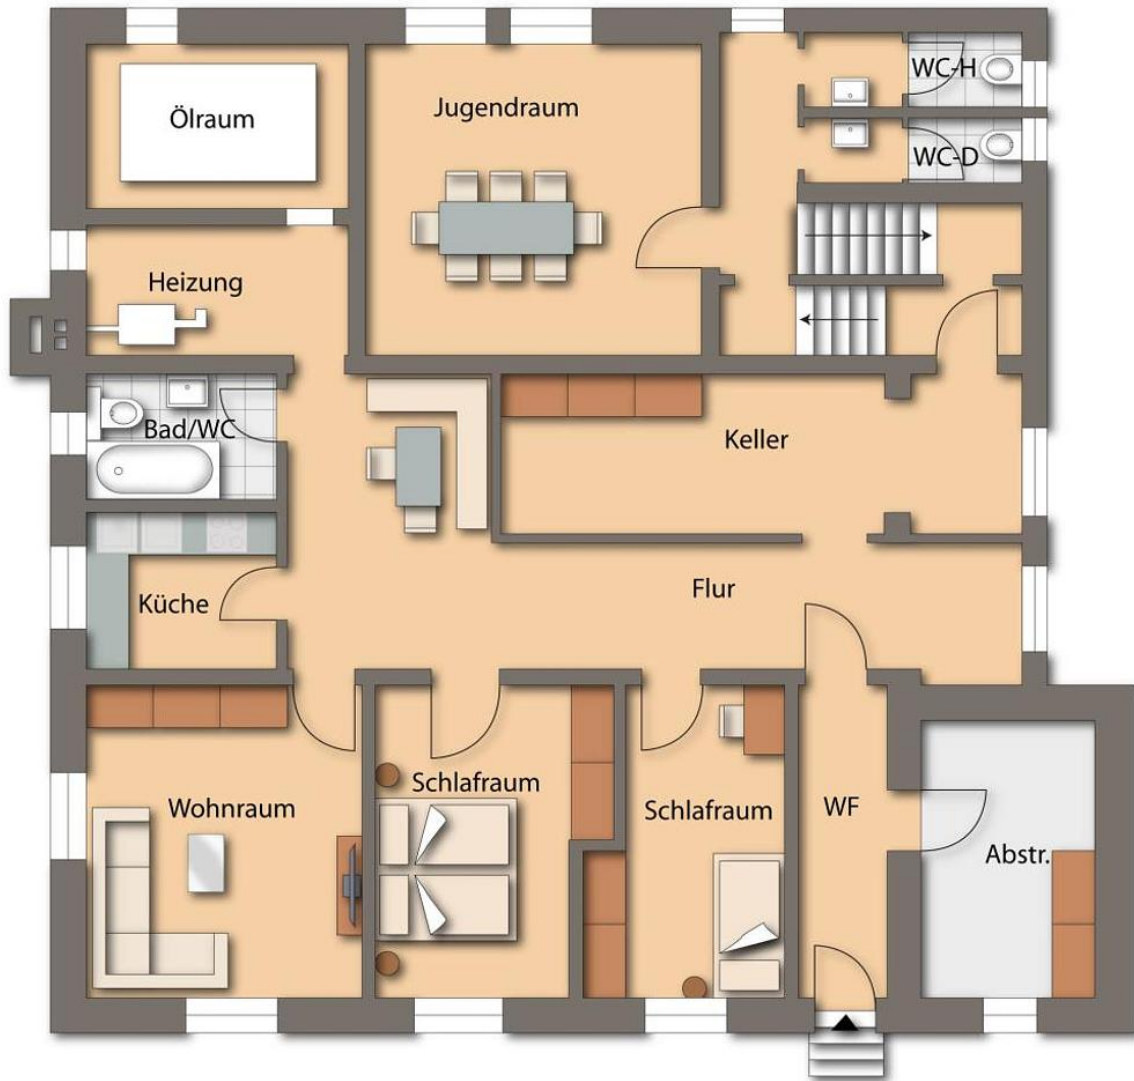 Ölraum
Jugendraum
WC-H
WC-D
Heizung
Bad/WC
Keller
Küche
Flur
Wohnraum
Schlafraum
Schlafraum
WF
Abstr.